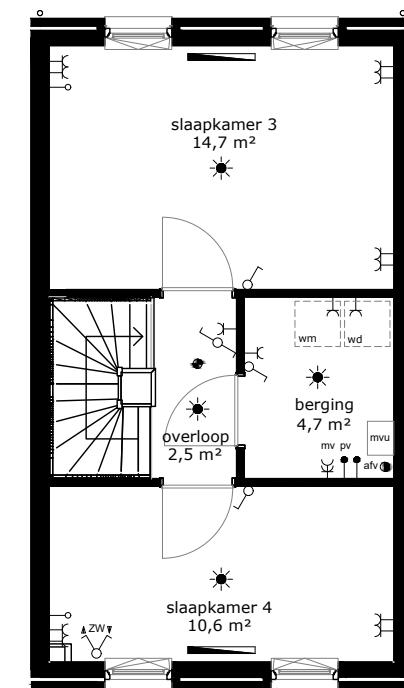 slaapkamer 3
14,7 m²
wm
wd
berging
4,7 m²
mvu
mv pv
afv
overloop
2,5 m²
slaapkamer 4
10,6 m²
ZW